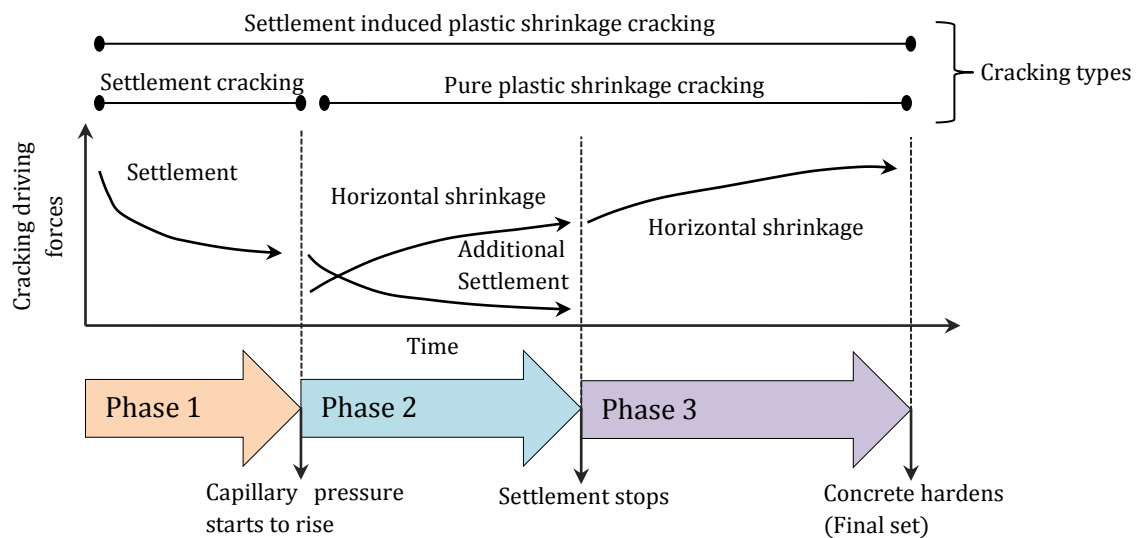 Settlement induced plastic shrinkage cracking
Settlement cracking
Pure plastic shrinkage cracking
Cracking types
Cracking driving
forces
Settlement
Horizontal shrinkage
Additional
Settlement
Horizontal shrinkage
Time
Phase 1
Phase 2
Phase 3
Capillary pressure
starts to rise
Settlement stops
Concrete hardens
(Final set)